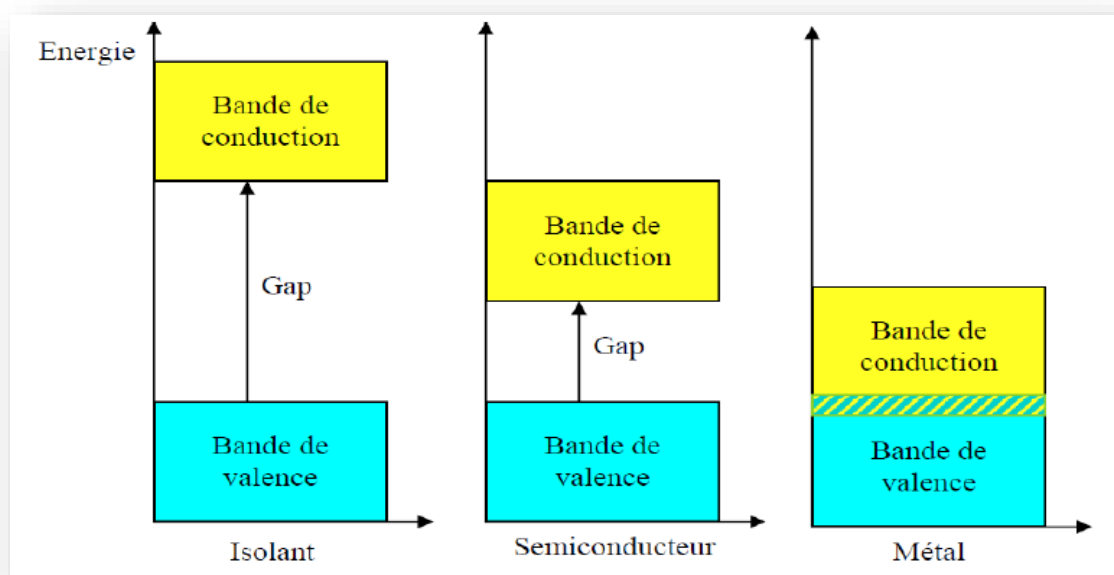 Energie
Bande de
conduction
Gap
Bande de
valence
Isolant
Bande de
conduction
Gap
Bande de
valence
Semiconducteur
Bande de
conduction
Bande de
valence
Métal